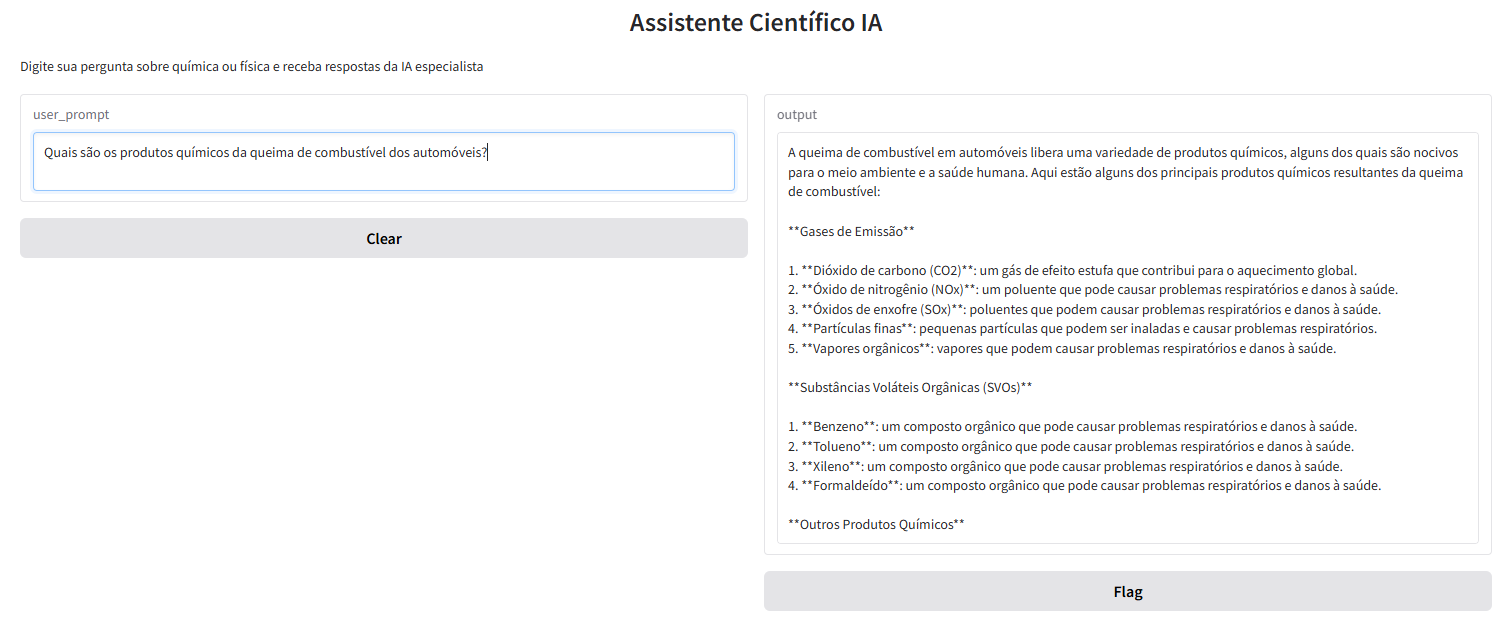 Assistente Científico IA
Digite sua pergunta sobre química ou física e receba respostas da IA especialista
user_prompt
Quais são os produtos químicos da queima de combustível dos automóveis?
Clear
output
A queima de combustível em automóveis libera uma variedade de produtos químicos, alguns dos quais são nocivos
para o meio ambiente e a saúde humana. Aqui estão alguns dos principais produtos químicos resultantes da queima
de combustível:
**Gases de Emissão**
1. **Dióxido de carbono (CO2)**: um gás de efeito estufa que contribui para o aquecimento global.
2. **Óxido de nitrogênio (NOx)**: um poluente que pode causar problemas respiratórios e danos à saúde.
3. **Óxidos de enxofre (SOx)**: poluentes que podem causar problemas respiratórios e danos à saúde.
4. **Partículas finas**: pequenas partículas que podem ser inaladas e causar problemas respiratórios.
5. **Vapores orgânicos**: vapores que podem causar problemas respiratórios e danos à saúde.
**Substâncias Voláteis Orgânicas (SVOs)**
1. **Benzeno**: um composto orgânico que pode causar problemas respiratórios e danos à saúde.
2. **Tolueno**: um composto orgânico que pode causar problemas respiratórios e danos à saúde.
3. **Xileno**: um composto orgânico que pode causar problemas respiratórios e danos à saúde.
4. **Formaldeído**: um composto orgânico que pode causar problemas respiratórios e danos à saúde.
**Outros Produtos Químicos**
Flag